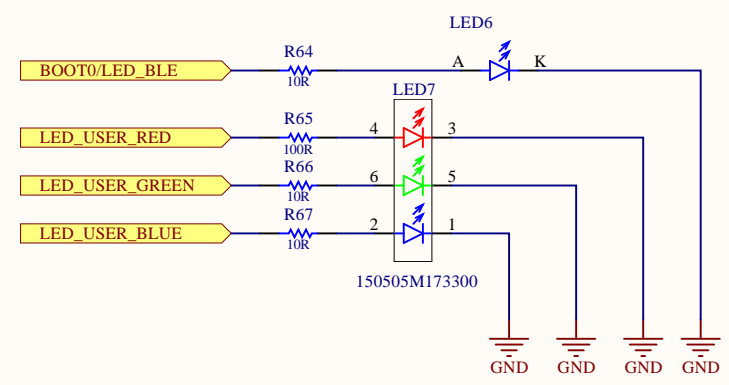 LED6
R64
BOOT0/LED_BLE
A
K
10R
LED7
R65
LED_USER_RED
4
3
100R
R66
LED_USER_GREEN
6
5
10R
R67
LED_USER_BLUE
2
1
10R
150505M173300
GND
GND
GND
GND